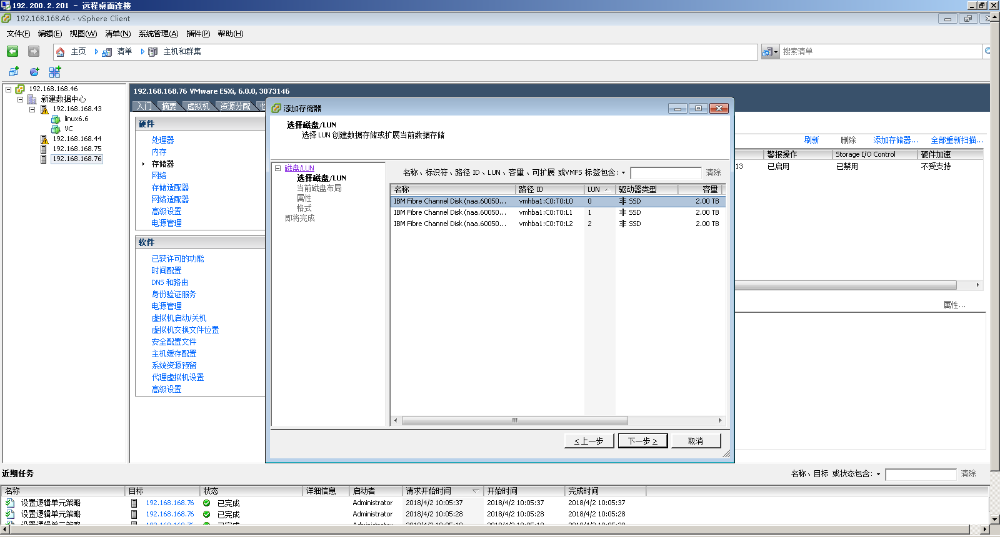 192.200.2.201 - 远程桌面连接
192.168.168.46 - vSphere Client
文件(F) 编辑(E) 视图(W) 清单(N) 系统管理(A) 插件(P) 帮助(H)
主页 清单 主机和群集 搜索清单
192.168.168.46
新建数据中心
192.168.168.43
linux6.6
VC
192.168.168.44
192.168.168.75
192.168.168.76
192.168.168.76 VMware ESXi, 6.0.0, 3073146
入门 摘要 虚拟机 资源分配
硬件
处理器
内存
存储器
网络
存储适配器
网络适配器
高级设置
电源管理
软件
已获许可的功能
时间配置
DNS 和路由
身份验证服务
电源管理
虚拟机启动/关机
虚拟机交换文件位置
安全配置文件
主机缓存配置
系统资源预留
代理虚拟机设置
高级设置
刷新 删除 添加存储器... 全部重新扫描...
警报操作 Storage I/O Control 硬件加速
13 已启用 已禁用 不受支持
属性...
添加存储器
选择磁盘/LUN
选择 LUN 创建数据存储或扩展当前数据存储
磁盘/LUN
选择磁盘/LUN
当前磁盘布局
属性
格式
即将完成
名称、标识符、路径 ID、LUN、容量、可扩展 或VMFS 标签包含: 清除
名称 路径 ID LUN 驱动器类型 容量
IBM Fibre Channel Disk (naa.60050... vmhba1:C0:T0:L0 0 非 SSD 2.00 TB
IBM Fibre Channel Disk (naa.60050... vmhba1:C0:T0:L1 1 非 SSD 2.00 TB
IBM Fibre Channel Disk (naa.60050... vmhba1:C0:T0:L2 2 非 SSD 2.00 TB
≤上一步 下一步≥ 取消
近期任务 名称、目标 或状态包含: 清除
名称 目标 状态 详细信息 启动者 请求开始时间 开始时间 完成时间
设置逻辑单元策略 192.168.168.76 已完成 Administrator 2018/4/2 10:05:37 2018/4/2 10:05:37 2018/4/2 10:05:37
设置逻辑单元策略 192.168.168.76 已完成 Administrator 2018/4/2 10:05:28 2018/4/2 10:05:28 2018/4/2 10:05:28